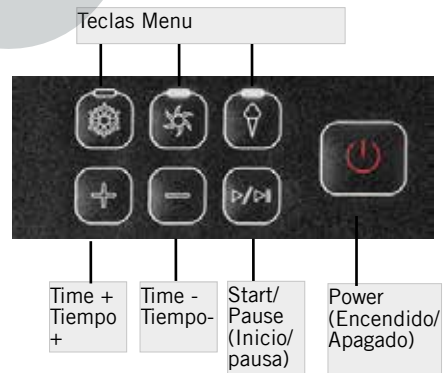 Teclas Menu
Time +
Tiempo
+
Time -
Tiempo-
Start/
Pause
(Inicio/
pausa)
Power
(Encendido/
Apagado)